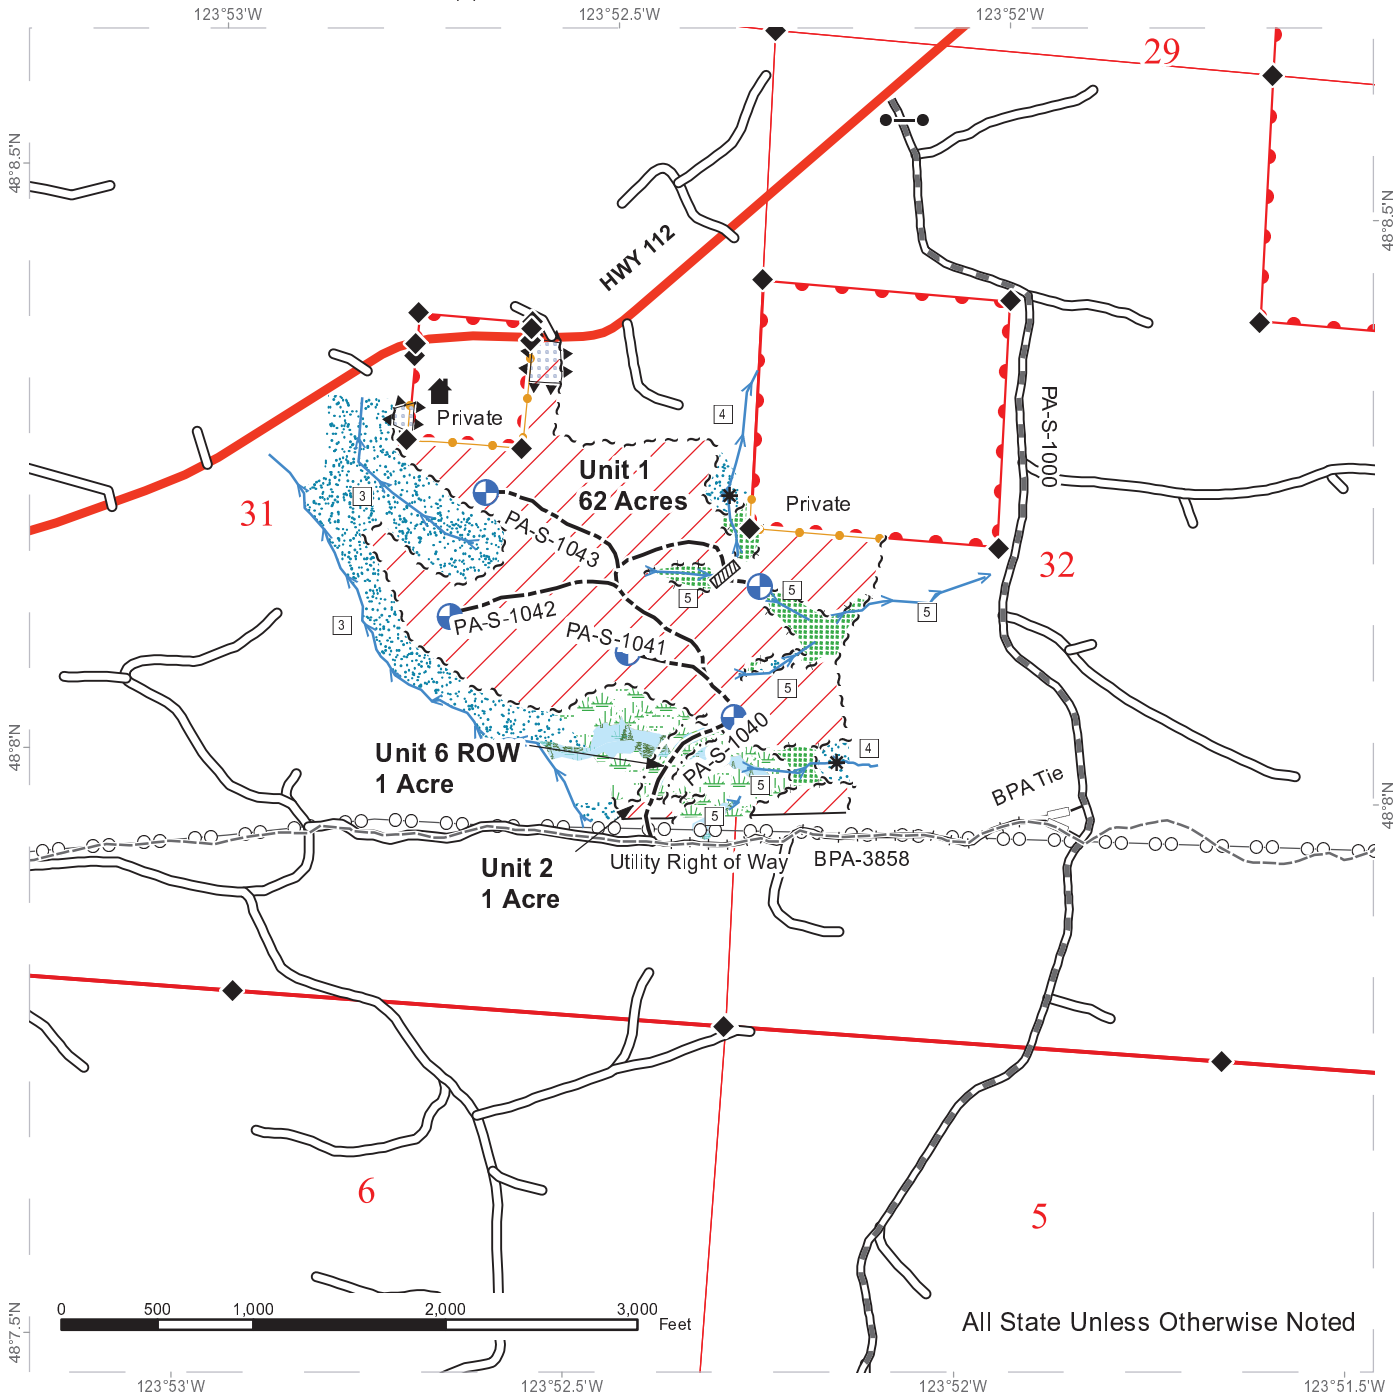 123°53'W
123°52.5'W
123°52'W
29
48°8.5'N
48°8.5'N
HWY 112
PA-S-1000
4
Private
Unit 1
62 Acres
Private
3
31
32
PA-S-1043
5
5
5
PA-S-1042
3
PA-S-1041
5
PA-S-1040
4
48°8'N
48°8'N
Unit 6 ROW
1 Acre
5
BPA Tie
5
Utility Right of Way
BPA-3858
Unit 2
1 Acre
6
5
0
500
1,000
2,000
3,000
Feet
All State Unless Otherwise Noted
48°7.5'N
123°53'W
123°52.5'W
123°52'W
123°51.5'W